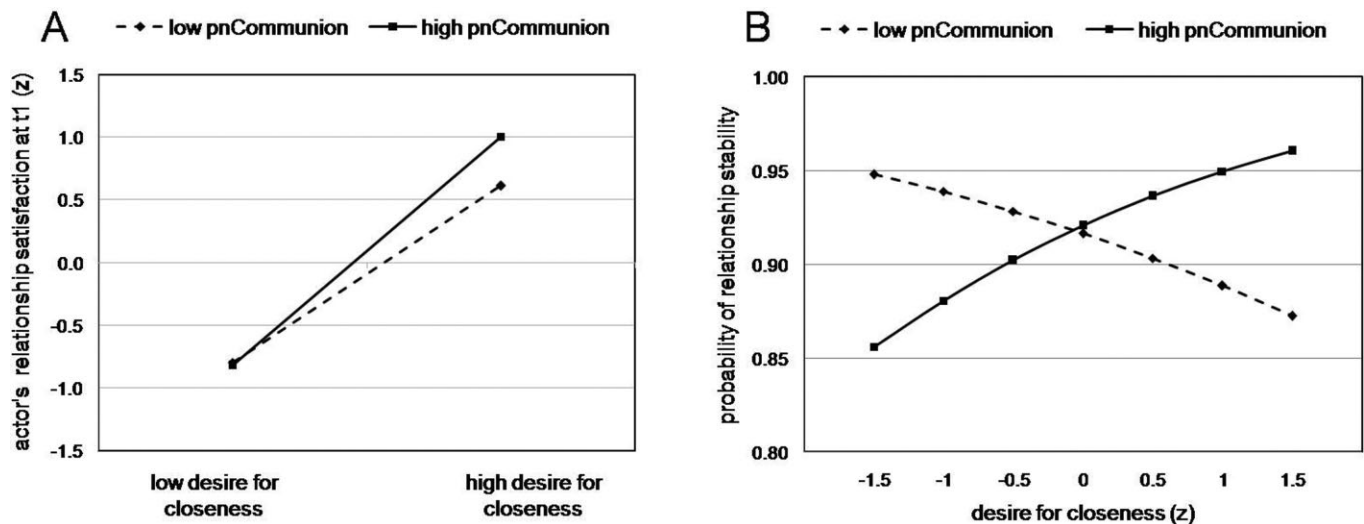 A
low pnCommunion high pnCommunion
actor's relationship satisfaction at t1 (z)
1.5
1.0
0.5
0.0
-0.5
-1.0
-1.5
low desire for
closeness
high desire for
closeness
B
low pnCommunion high pnCommunion
probability of relationship stability
1.00
0.95
0.90
0.85
0.80
-1.5 -1 -0.5 0 0.5 1 1.5
desire for closeness (z)